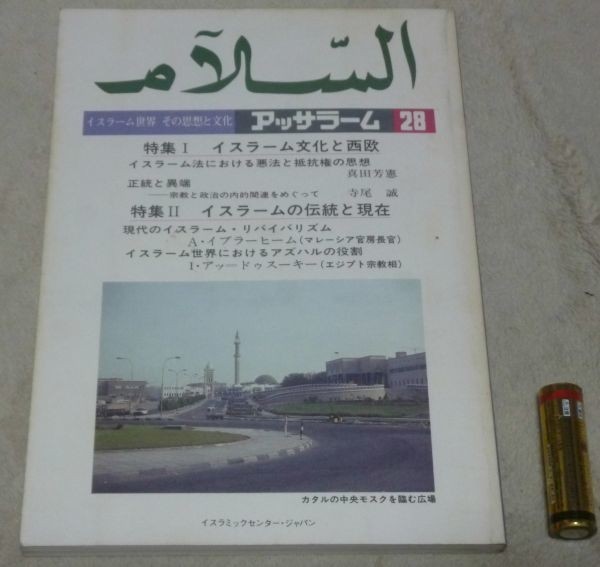 السّلام
イスラーム世界 その思想と文化 アッサラーム 28
特集Ⅰ イスラーム文化と西欧
イスラーム法における悪法と抵抗権の思想
真田芳憲
正統と異端
――宗教と政治の内的関連をめぐって 寺尾 誠
特集Ⅱ イスラームの伝統と現在
現代のイスラーム・リバイバリズム
A・イブラーヒーム(マレーシア官房長官)
イスラーム世界におけるアズハルの役割
I・アッ=ドゥスーキー(エジプト宗教相)
カタルの中央モスクを臨む広場
イスラミックセンター・ジャパン